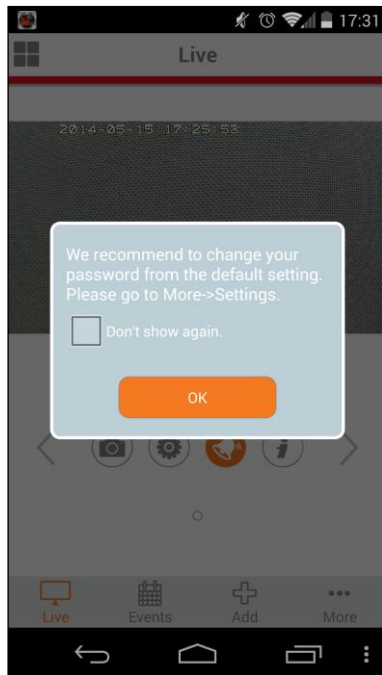 17:31
Live
2014-05-15 17:25:53
We recommend to change your
password from the default setting.
Please go to More->Settings.
Don't show again.
OK
Live Events Add More